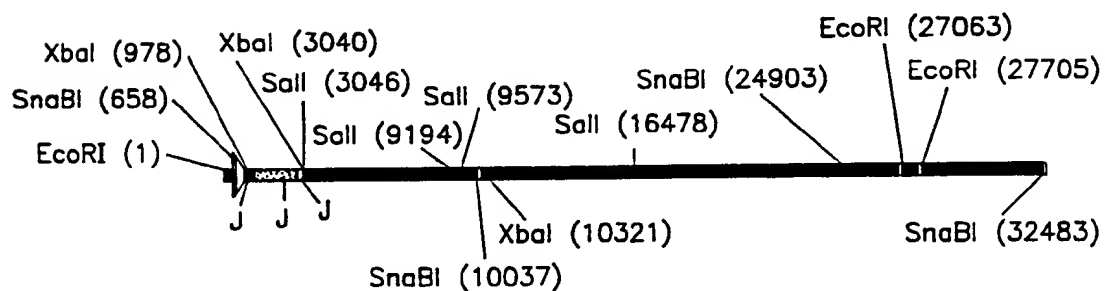 EcoRI (27063)
XbaI (3040)
XbaI (978)
EcoRI (27705)
SalI (3046)
SalI (9573)
SnaBI (24903)
SnaBI (658)
SalI (9194)
SalI (16478)
EcoRI (1)
J
J
J
XbaI (10321)
SnaBI (32483)
SnaBI (10037)